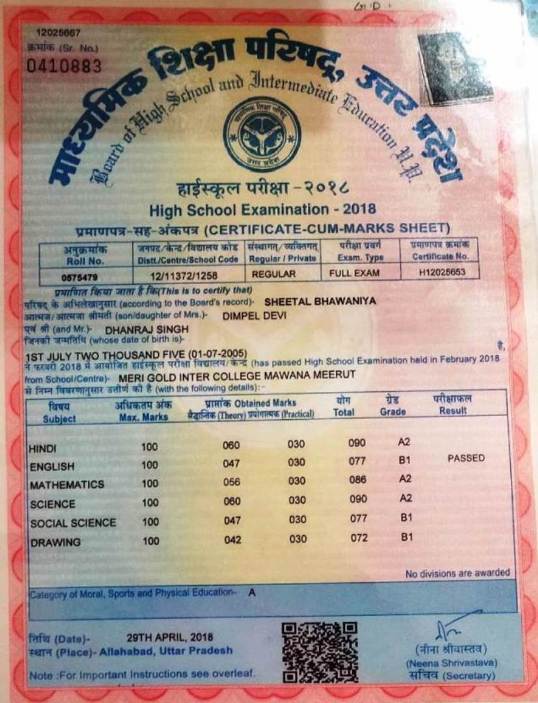 12025667
क्रमांक (Sr. No.)
0410883
माध्यमिक शिक्षा परिषद्, उत्तर प्रदेश
Board of High School and Intermediate Education U.P.
हाईस्कूल परीक्षा - २०१८
High School Examination - 2018
प्रमाणपत्र-सह-अंकपत्र (CERTIFICATE-CUM-MARKS SHEET)
अनुक्रमांक जनपद/केन्द्र/विद्यालय कोड संस्थागत/व्यक्तिगत परीक्षा प्रवर्ग प्रमाणपत्र क्रमांक
Roll No. Distt./Centre/School Code Regular / Private Exam. Type Certificate No.
0575479 12/11372/1258 REGULAR FULL EXAM H12025653
प्रमाणित किया जाता है कि(This is to certify that)
परिषद के अभिलेखानुसार (according to the Board's record)- SHEETAL BHAWANIYA
आत्मज/आत्मजा श्रीमती (son/daughter of Mrs.)- DIMPEL DEVI
एवं श्री (and Mr.)- DHANRAJ SINGH
जिनकी जन्मतिथि (whose date of birth is)-
है,
1ST JULY TWO THOUSAND FIVE (01-07-2005)
ने फरवरी 2018 में आयोजित हाईस्कूल परीक्षा विद्यालय/केन्द्र (has passed High School Examination held in February 2018
from School/Centre)- MERI GOLD INTER COLLEGE MAWANA MEERUT
से निम्न विवरणानुसार उत्तीर्ण की है (with the following details):-
विषय अधिकतम अंक प्राप्तांक Obtained Marks योग ग्रेड परीक्षाफल
Subject Max. Marks सैद्धान्तिक (Theory) प्रयोगात्मक (Practical) Total Grade Result
HINDI 100 060 030 090 A2
ENGLISH 100 047 030 077 B1 PASSED
MATHEMATICS 100 056 030 086 A2
SCIENCE 100 060 030 090 A2
SOCIAL SCIENCE 100 047 030 077 B1
DRAWING 100 042 030 072 B1
No divisions are awarded
Category of Moral, Sports and Physical Education- A
तिथि (Date)- 29TH APRIL, 2018
स्थान (Place)- Allahabad, Uttar Pradesh
(नीना श्रीवास्तव)
(Neena Shrivastava)
सचिव (Secretary)
Note :For Important Instructions see overleaf.